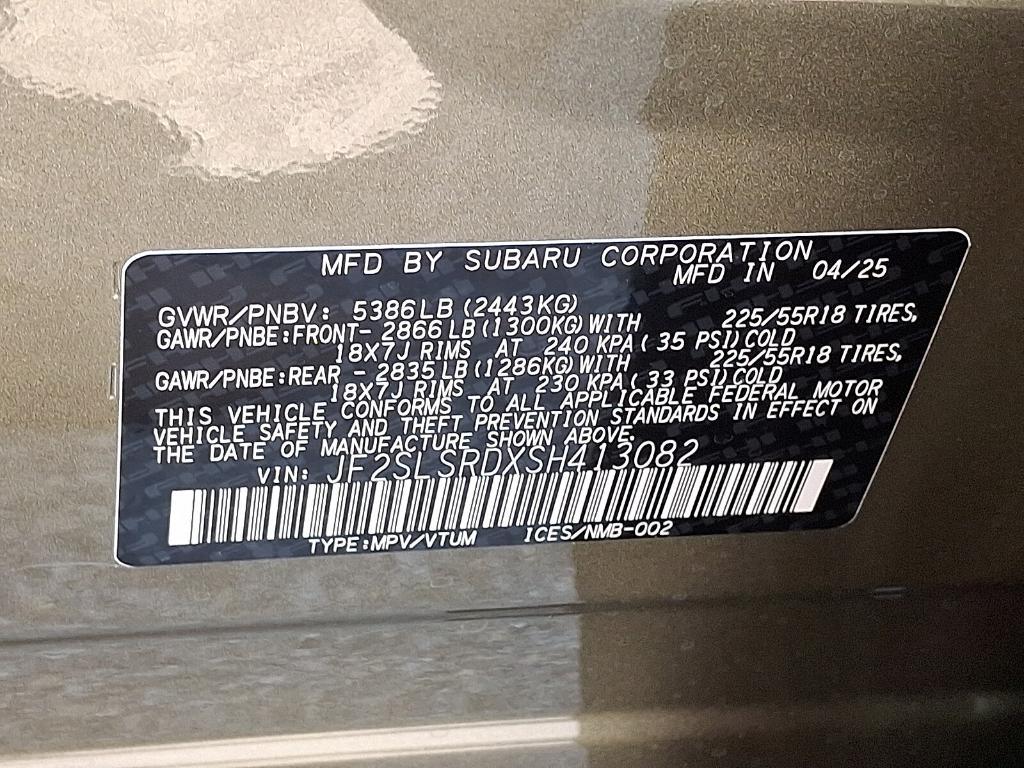 MFD BY SUBARU CORPORATION
MFD IN 04/25
GVWR/PNBV: 5386LB (2443KG)
GAWR/PNBE:FRONT- 2866 LB (1300KG) WITH 225/55R18 TIRES,
18X7J RIMS AT 240 KPA ( 35 PSI) COLD
GAWR/PNBE:REAR - 2835 LB (1286KG) WITH 225/55R18 TIRES,
18X7J RIMS AT 230 KPA ( 33 PSI) COLD
THIS VEHICLE CONFORMS TO ALL APPLICABLE FEDERAL MOTOR
VEHICLE SAFETY AND THEFT PREVENTION STANDARDS IN EFFECT ON
THE DATE OF MANUFACTURE SHOWN ABOVE.
VIN: JF2SLSRDXSH413082
TYPE:MPV/VTUM ICES/NMB-002